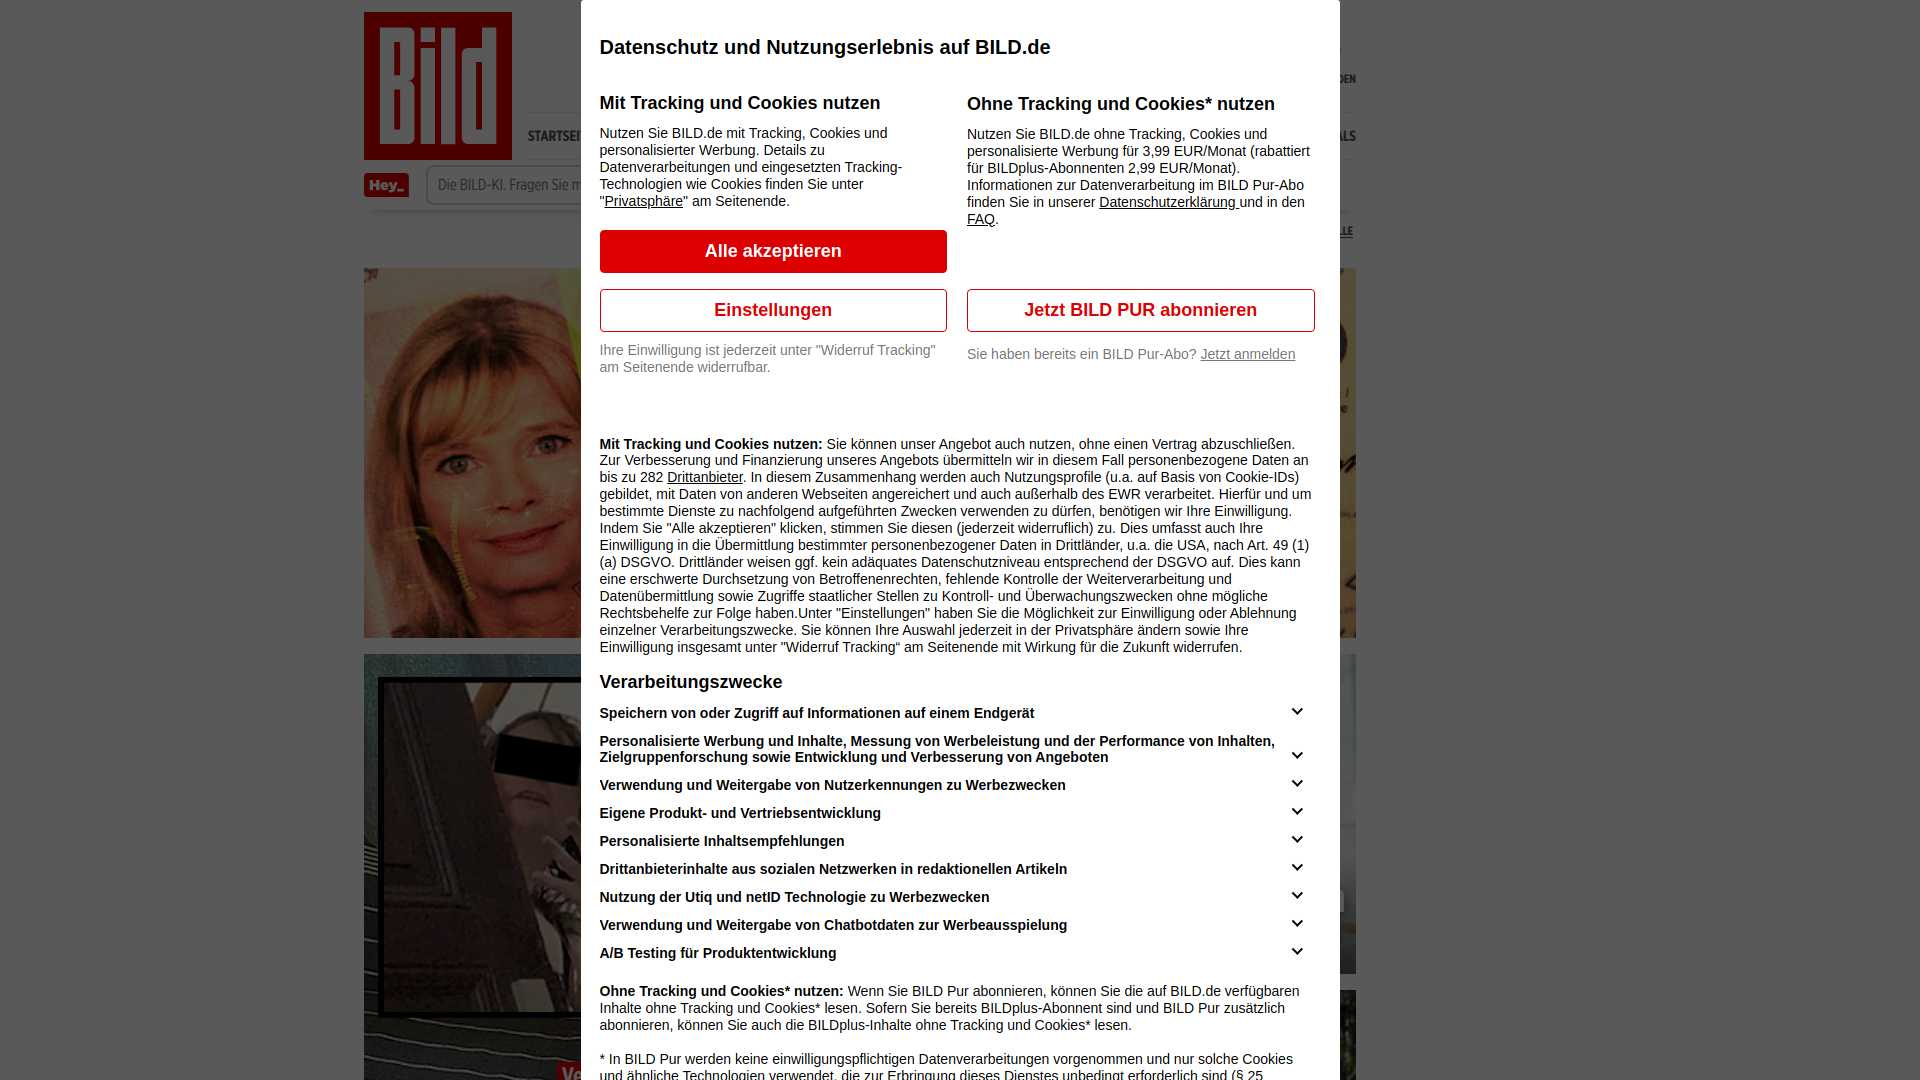 Bild
DEN
STARTSEI
ALS
Hey_
Die BILD-KI. Fragen Sie m
LLE
Datenschutz und Nutzungserlebnis auf BILD.de
Mit Tracking und Cookies nutzen
Nutzen Sie BILD.de mit Tracking, Cookies und
personalisierter Werbung. Details zu
Datenverarbeitungen und eingesetzten Tracking-
Technologien wie Cookies finden Sie unter
"Privatsphäre" am Seitenende.
Alle akzeptieren
Einstellungen
Ihre Einwilligung ist jederzeit unter "Widerruf Tracking"
am Seitenende widerrufbar.
Ohne Tracking und Cookies* nutzen
Nutzen Sie BILD.de ohne Tracking, Cookies und
personalisierte Werbung für 3,99 EUR/Monat (rabattiert
für BILDplus-Abonnenten 2,99 EUR/Monat).
Informationen zur Datenverarbeitung im BILD Pur-Abo
finden Sie in unserer Datenschutzerklärung und in den
FAQ.
Jetzt BILD PUR abonnieren
Sie haben bereits ein BILD Pur-Abo? Jetzt anmelden
Mit Tracking und Cookies nutzen: Sie können unser Angebot auch nutzen, ohne einen Vertrag abzuschließen.
Zur Verbesserung und Finanzierung unseres Angebots übermitteln wir in diesem Fall personenbezogene Daten an
bis zu 282 Drittanbieter. In diesem Zusammenhang werden auch Nutzungsprofile (u.a. auf Basis von Cookie-IDs)
gebildet, mit Daten von anderen Webseiten angereichert und auch außerhalb des EWR verarbeitet. Hierfür und um
bestimmte Dienste zu nachfolgend aufgeführten Zwecken verwenden zu dürfen, benötigen wir Ihre Einwilligung.
Indem Sie "Alle akzeptieren" klicken, stimmen Sie diesen (jederzeit widerruflich) zu. Dies umfasst auch Ihre
Einwilligung in die Übermittlung bestimmter personenbezogener Daten in Drittländer, u.a. die USA, nach Art. 49 (1)
(a) DSGVO. Drittländer weisen ggf. kein adäquates Datenschutzniveau entsprechend der DSGVO auf. Dies kann
eine erschwerte Durchsetzung von Betroffenenrechten, fehlende Kontrolle der Weiterverarbeitung und
Datenübermittlung sowie Zugriffe staatlicher Stellen zu Kontroll- und Überwachungszwecken ohne mögliche
Rechtsbehelfe zur Folge haben.Unter "Einstellungen" haben Sie die Möglichkeit zur Einwilligung oder Ablehnung
einzelner Verarbeitungszwecke. Sie können Ihre Auswahl jederzeit in der Privatsphäre ändern sowie Ihre
Einwilligung insgesamt unter "Widerruf Tracking“ am Seitenende mit Wirkung für die Zukunft widerrufen.
Verarbeitungszwecke
Speichern von oder Zugriff auf Informationen auf einem Endgerät
Personalisierte Werbung und Inhalte, Messung von Werbeleistung und der Performance von Inhalten,
Zielgruppenforschung sowie Entwicklung und Verbesserung von Angeboten
Verwendung und Weitergabe von Nutzerkennungen zu Werbezwecken
Eigene Produkt- und Vertriebsentwicklung
Personalisierte Inhaltsempfehlungen
Drittanbieterinhalte aus sozialen Netzwerken in redaktionellen Artikeln
Nutzung der Utiq und netID Technologie zu Werbezwecken
Verwendung und Weitergabe von Chatbotdaten zur Werbeausspielung
A/B Testing für Produktentwicklung
Ohne Tracking und Cookies* nutzen: Wenn Sie BILD Pur abonnieren, können Sie die auf BILD.de verfügbaren
Inhalte ohne Tracking und Cookies* lesen. Sofern Sie bereits BILDplus-Abonnent sind und BILD Pur zusätzlich
abonnieren, können Sie auch die BILDplus-Inhalte ohne Tracking und Cookies* lesen.
* In BILD Pur werden keine einwilligungspflichtigen Datenverarbeitungen vorgenommen und nur solche Cookies
und ähnliche Technologien verwendet, die zur Erbringung dieses Dienstes unbedingt erforderlich sind (§ 25